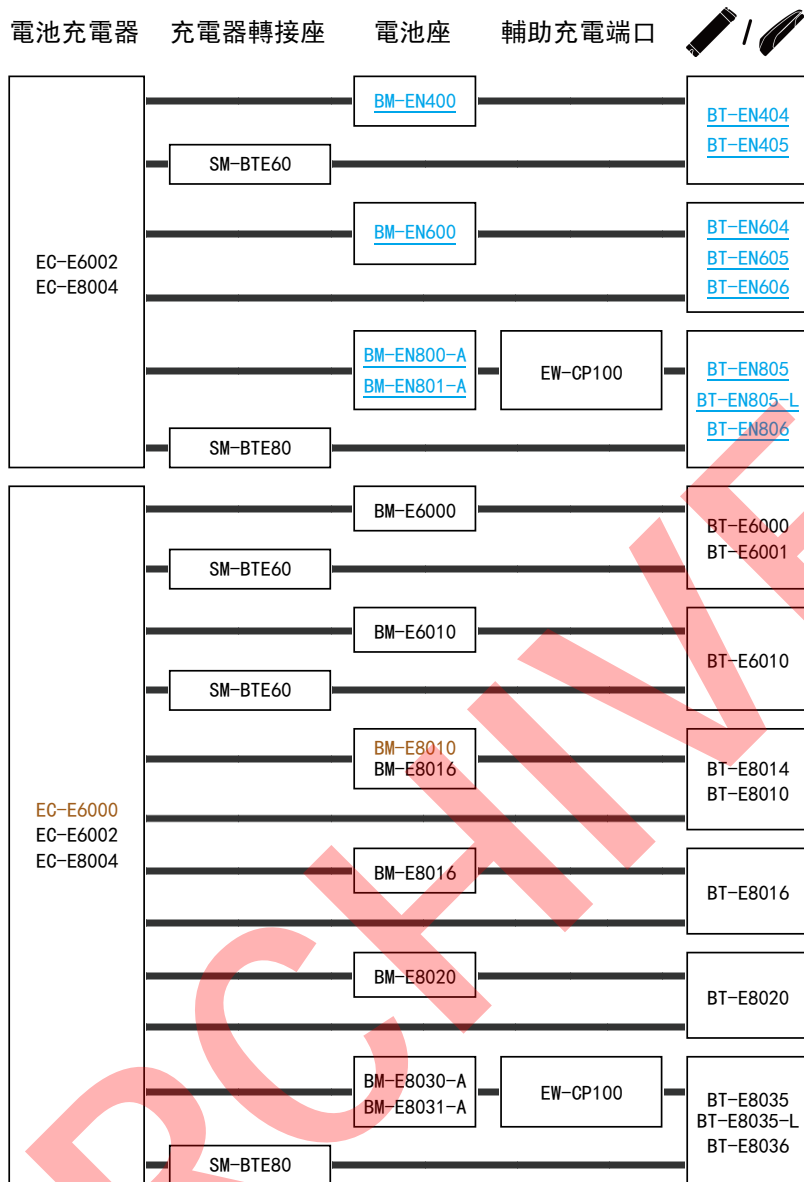 電池充電器 充電器轉接座 電池座 輔助充電端口 /
BM-EN400
BT-EN404
BT-EN405
SM-BTE60
EC-E6002
EC-E8004
BM-EN600
BT-EN604
BT-EN605
BT-EN606
BM-EN800-A
BM-EN801-A
EW-CP100
BT-EN805
BT-EN805-L
BT-EN806
SM-BTE80
BM-E6000
BT-E6000
BT-E6001
SM-BTE60
BM-E6010
BT-E6010
SM-BTE60
BM-E8010
BM-E8016
BT-E8014
BT-E8010
EC-E6000
EC-E6002
EC-E8004
BM-E8016
BT-E8016
BM-E8020
BT-E8020
BM-E8030-A
BM-E8031-A
EW-CP100
BT-E8035
BT-E8035-L
BT-E8036
SM-BTE80
RCHIVE